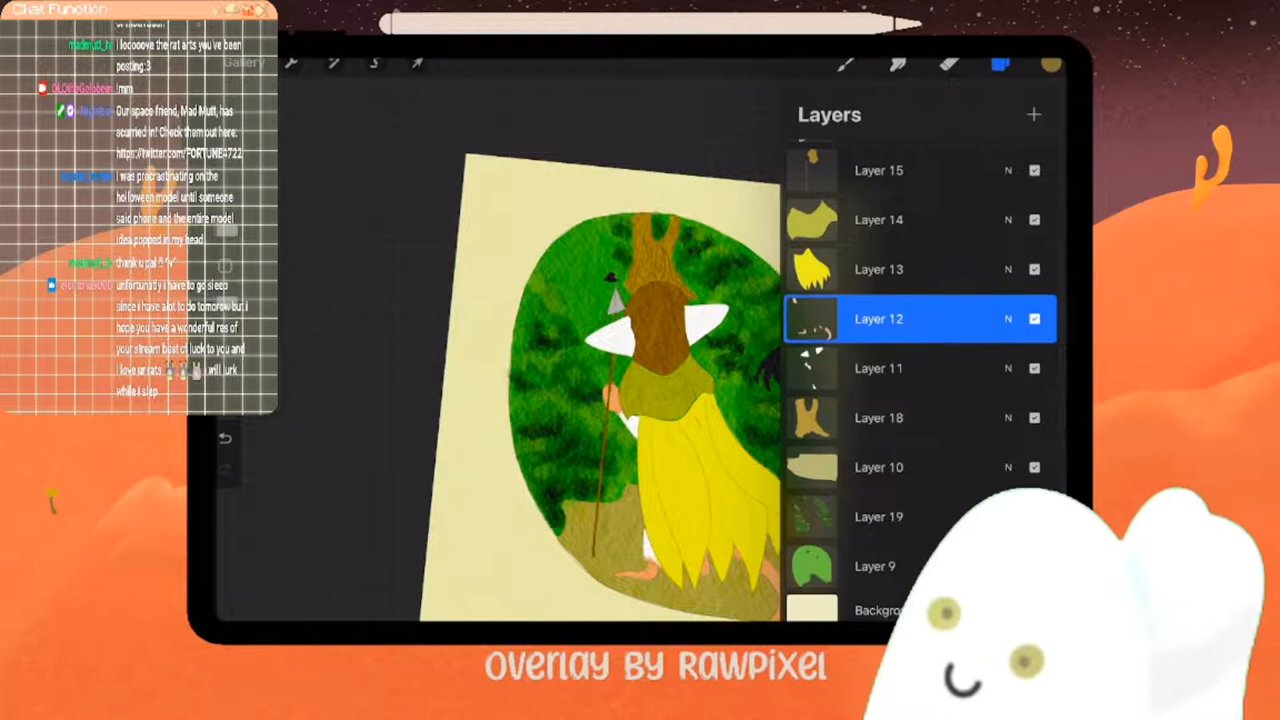 Chat Function
madmutt_tv i looooove the rat arts you've been
posting:3
!mm
Our space friend, Mad Mutt, has
scurried in! Check them out here:
https://twitter.com/FORTUNE4722
i was procrastinating on the
holloween model until someone
said phone and the entire model
idea popped in my head
thank u pal
unfortunatly i have to go sleep
since i have alot to do tomorow but i
hope you have a wonderful res of
your stream best of luck to you and
i love ur rats i will lurk
while i slep
Gallery
Layers
Layer 15 N
Layer 14 N
Layer 13 N
Layer 12 N
Layer 11 N
Layer 18 N
Layer 10 N
Layer 19
Layer 9
Backgro
OVERLAY BY RAWPIXEL